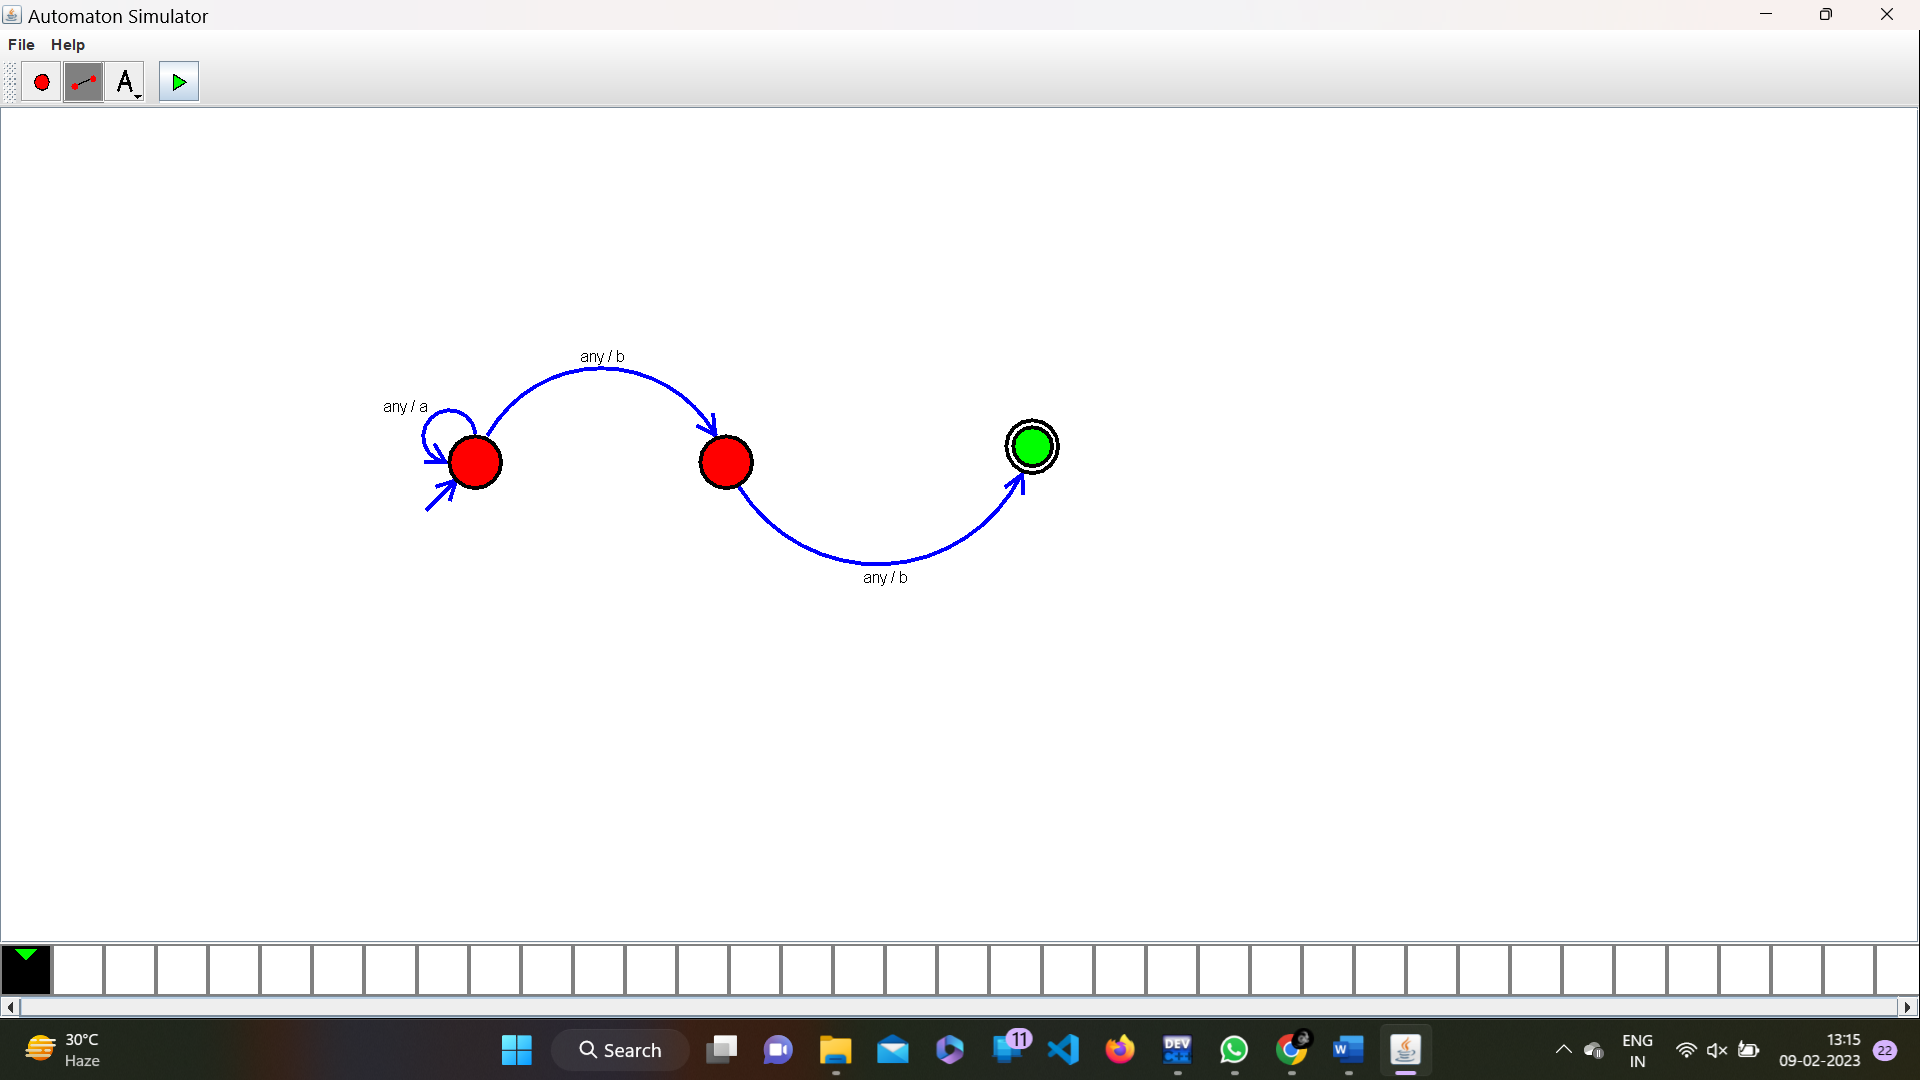 Automaton Simulator
File Help
A
any / b
any / a
any / b
30°C
Haze
Search
11
DEV
C++
W
ENG
IN
13:15
09-02-2023
22